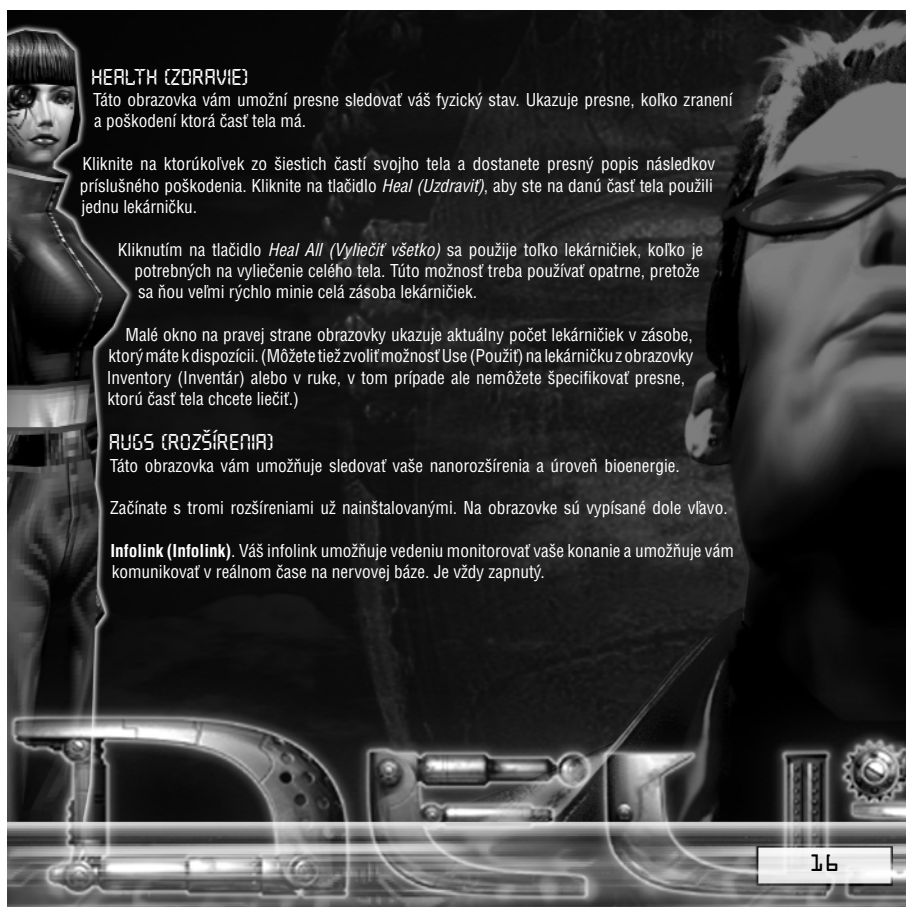 HEALTH (ZDRAVIE)
Táto obrazovka vám umožní presne sledovať váš fyzický stav. Ukazuje presne, koľko zranení
a poškodení ktorá časť tela má.
Kliknite na ktorúkoľvek zo šiestich častí svojho tela a dostanete presný popis následkov
príslušného poškodenia. Kliknite na tlačidlo Heal (Uzdraviť), aby ste na danú časť tela použili
jednu lekárničku.
Kliknutím na tlačidlo Heal All (Vyliečiť všetko) sa použije toľko lekárničiek, koľko je
potrebných na vyliečenie celého tela. Túto možnosť treba používať opatrne, pretože
sa ňou veľmi rýchlo minie celá zásoba lekárničiek.
Malé okno na pravej strane obrazovky ukazuje aktuálny počet lekárničiek v zásobe,
ktorý máte k dispozícii. (Môžete tiež zvoliť možnosť Use (Použiť) na lekárničku z obrazovky
Inventory (Inventár) alebo v ruke, v tom prípade ale nemôžete špecifikovať presne,
ktorú časť tela chcete liečiť.)
AUGS (ROZŠÍRENIA)
Táto obrazovka vám umožňuje sledovať vaše nanorozšírenia a úroveň bioenergie.
Začínate s tromi rozšíreniami už nainštalovanými. Na obrazovke sú vypísané dole vľavo.
Infolink (Infolink). Váš infolink umožňuje vedeniu monitorovať vaše konanie a umožňuje vám
komunikovať v reálnom čase na nervovej báze. Je vždy zapnutý.
DEU
16